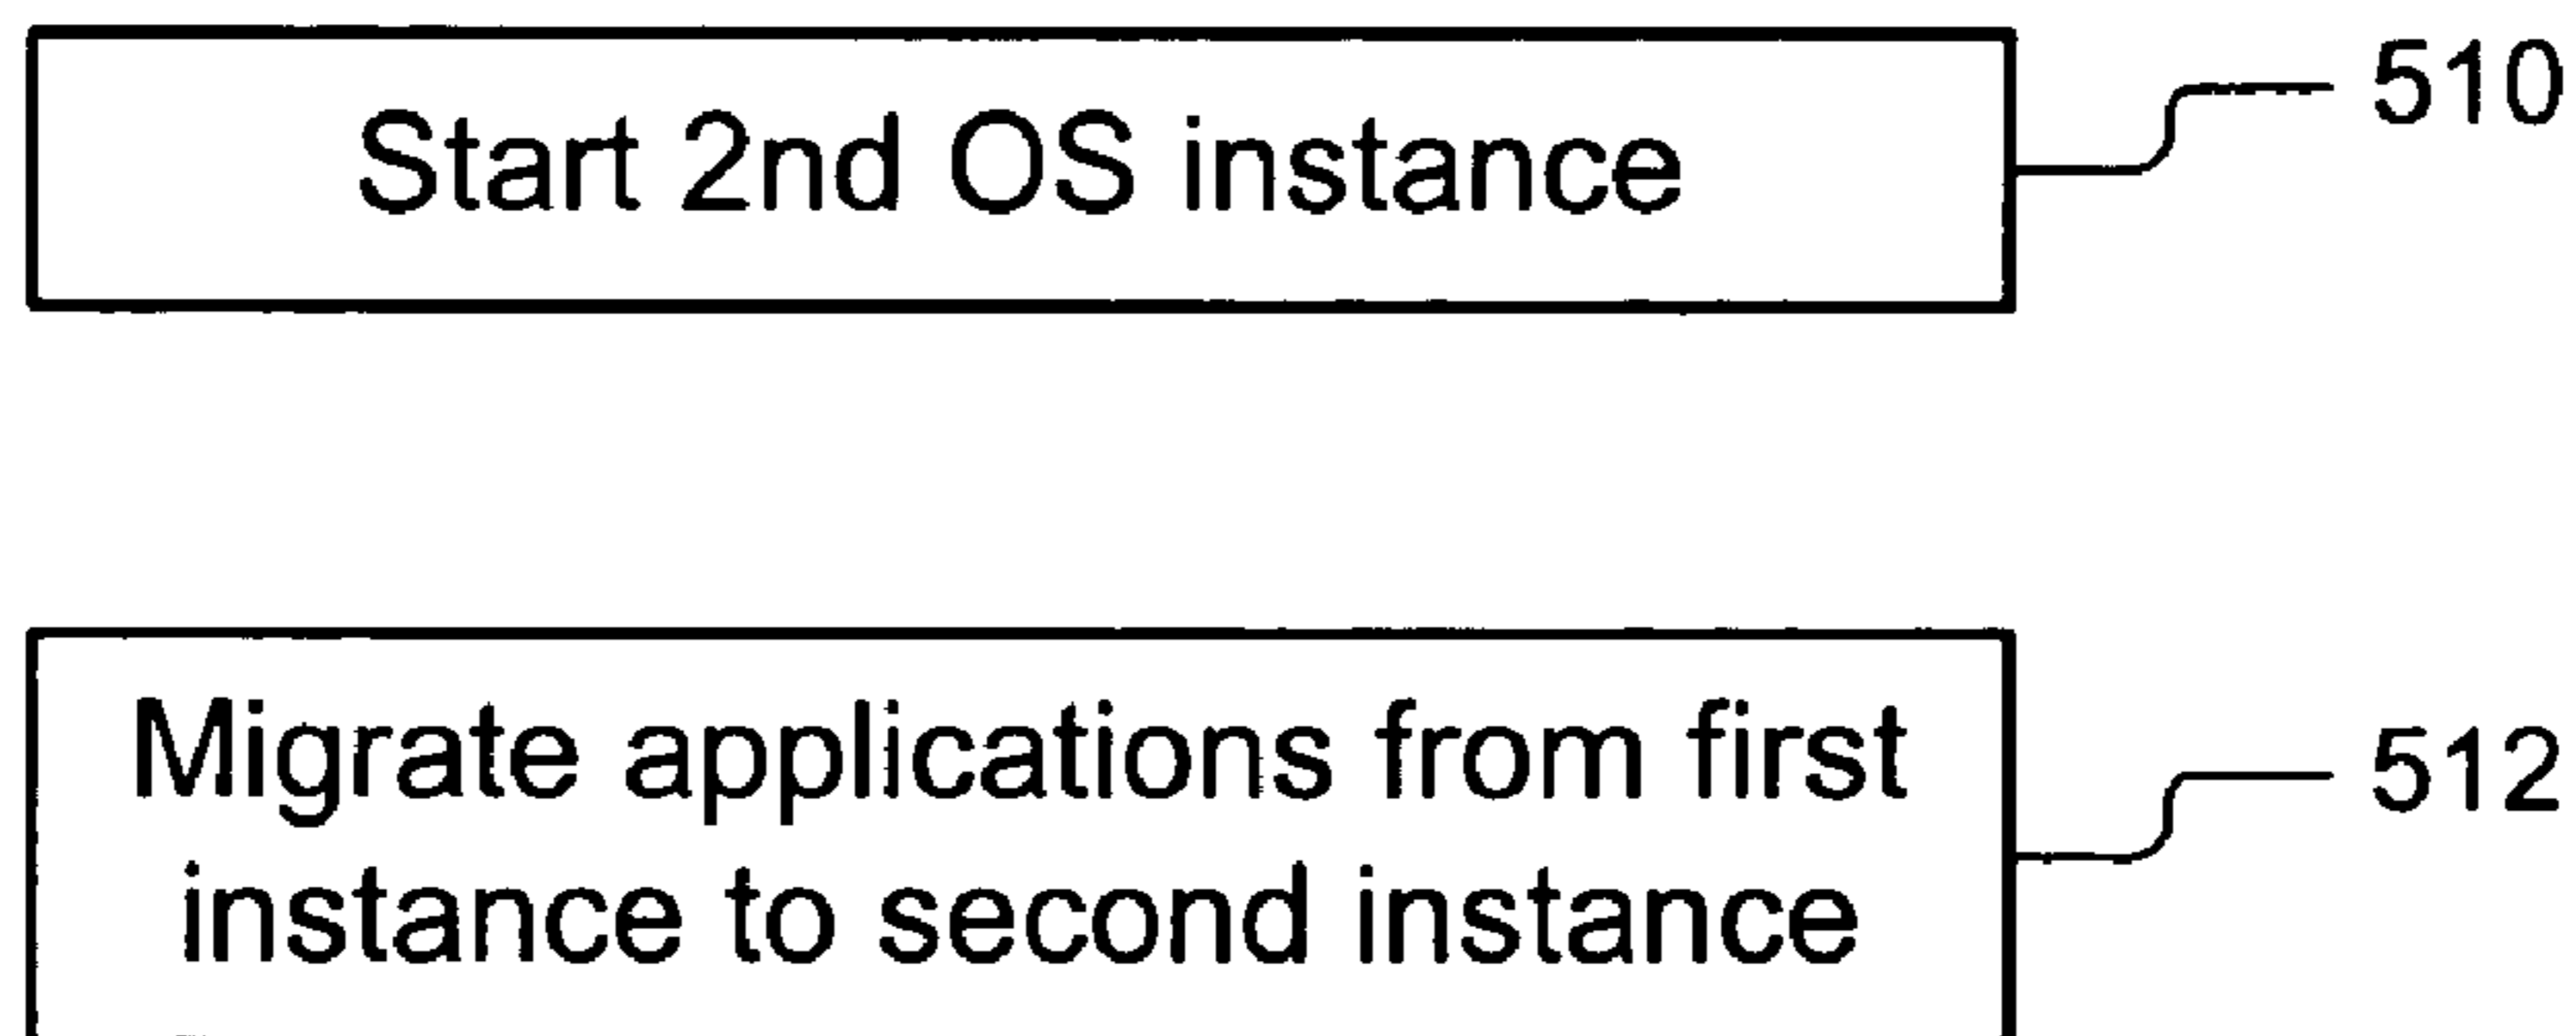 Start 2nd OS instance
510
Migrate applications from first
instance to second instance
512